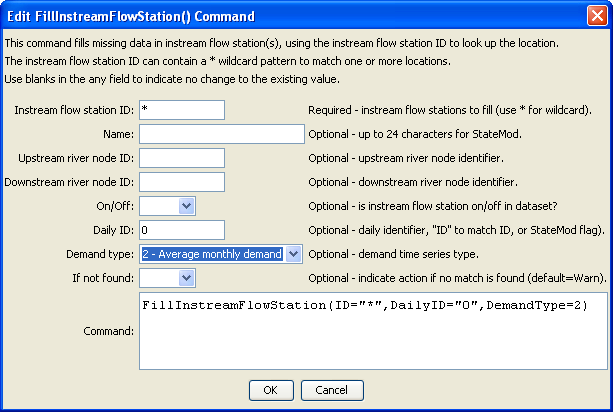 Edit FillInstreamFlowStation() Command
This command fills missing data in instream flow station(s), using the instream flow station ID to look up the location.
The instream flow station ID can contain a * wildcard pattern to match one or more locations.
Use blanks in the any field to indicate no change to the existing value.
Instream flow station ID: * Required - instream flow stations to fill (use * for wildcard).
Name: Optional - up to 24 characters for StateMod.
Upstream river node ID: Optional - upstream river node identifier.
Downstream river node ID: Optional - downstream river node identifier.
On/Off: Optional - is instream flow station on/off in dataset?
Daily ID: 0 Optional - daily identifier, "ID" to match ID, or StateMod flag).
Demand type: 2 - Average monthly demand Optional - demand time series type.
If not found: Optional - indicate action if no match is found (default=Warn).
Command: FillInstreamFlowStation(ID="*",DailyID="0",DemandType=2)
OK Cancel